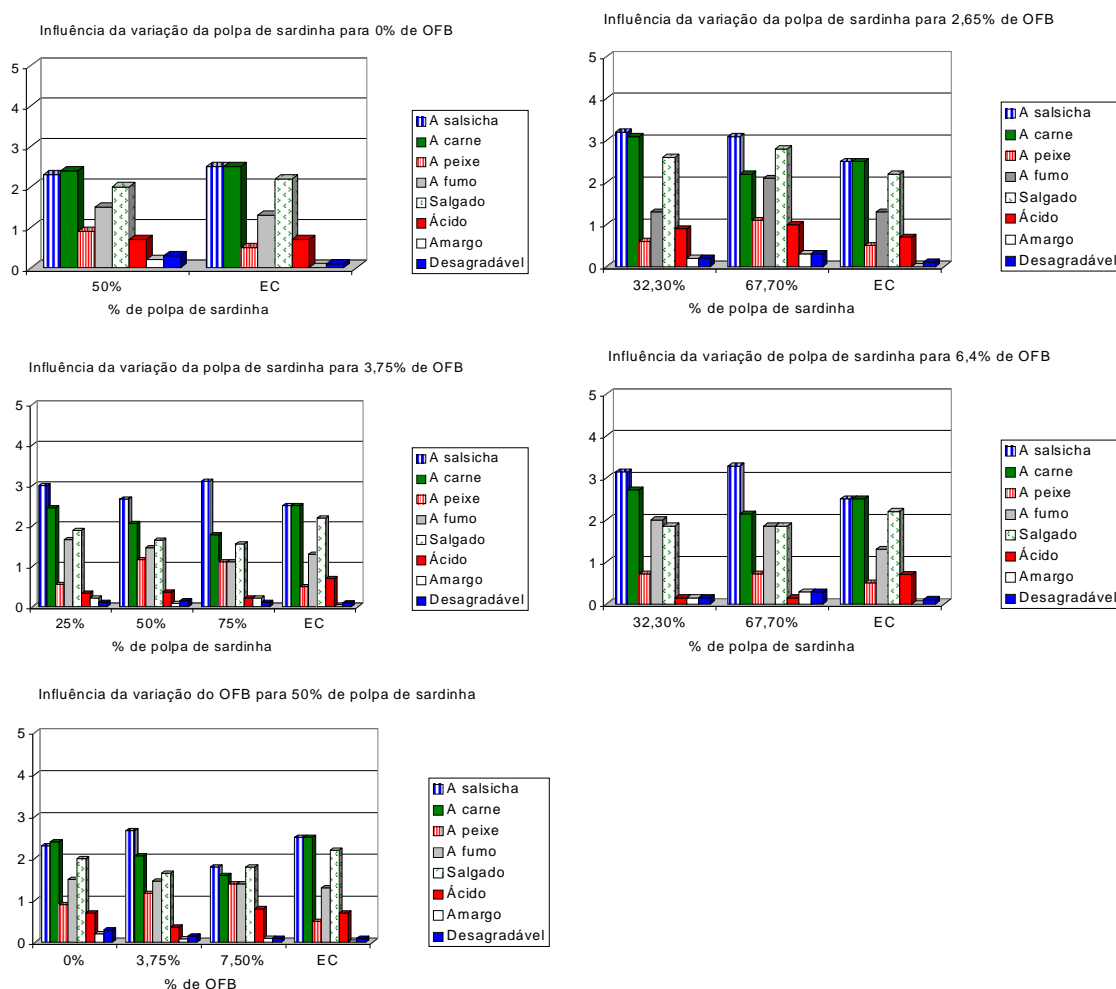 Influência da variação da polpa de sardinha para 0% de OFB
5
4
3
2
1
0
50%
EC
% de polpa de sardinha
A salsicha
A carne
A peixe
A fumo
Salgado
Ácido
Amargo
Desagradável
Influência da variação da polpa de sardinha para 2,65% de OFB
5
4
3
2
1
0
32,30%
67,70%
EC
% de polpa de sardinha
A salsicha
A carne
A peixe
A fumo
Salgado
Ácido
Amargo
Desagradável
Influência da variação da polpa de sardinha para 3,75% de OFB
5
4
3
2
1
0
25%
50%
75%
EC
% de polpa de sardinha
A salsicha
A carne
A peixe
A fumo
Salgado
Ácido
Amargo
Desagradável
Influência da variação de polpa de sardinha para 6,4% de OFB
5
4
3
2
1
0
32,30%
67,70%
EC
% de polpa de sardinha
A salsicha
A carne
A peixe
A fumo
Salgado
Ácido
Amargo
Desagradável
Influência da variação do OFB para 50% de polpa de sardinha
5
4
3
2
1
0
0%
3,75%
7,50%
EC
% de OFB
A salsicha
A carne
A peixe
A fumo
Salgado
Ácido
Amargo
Desagradável